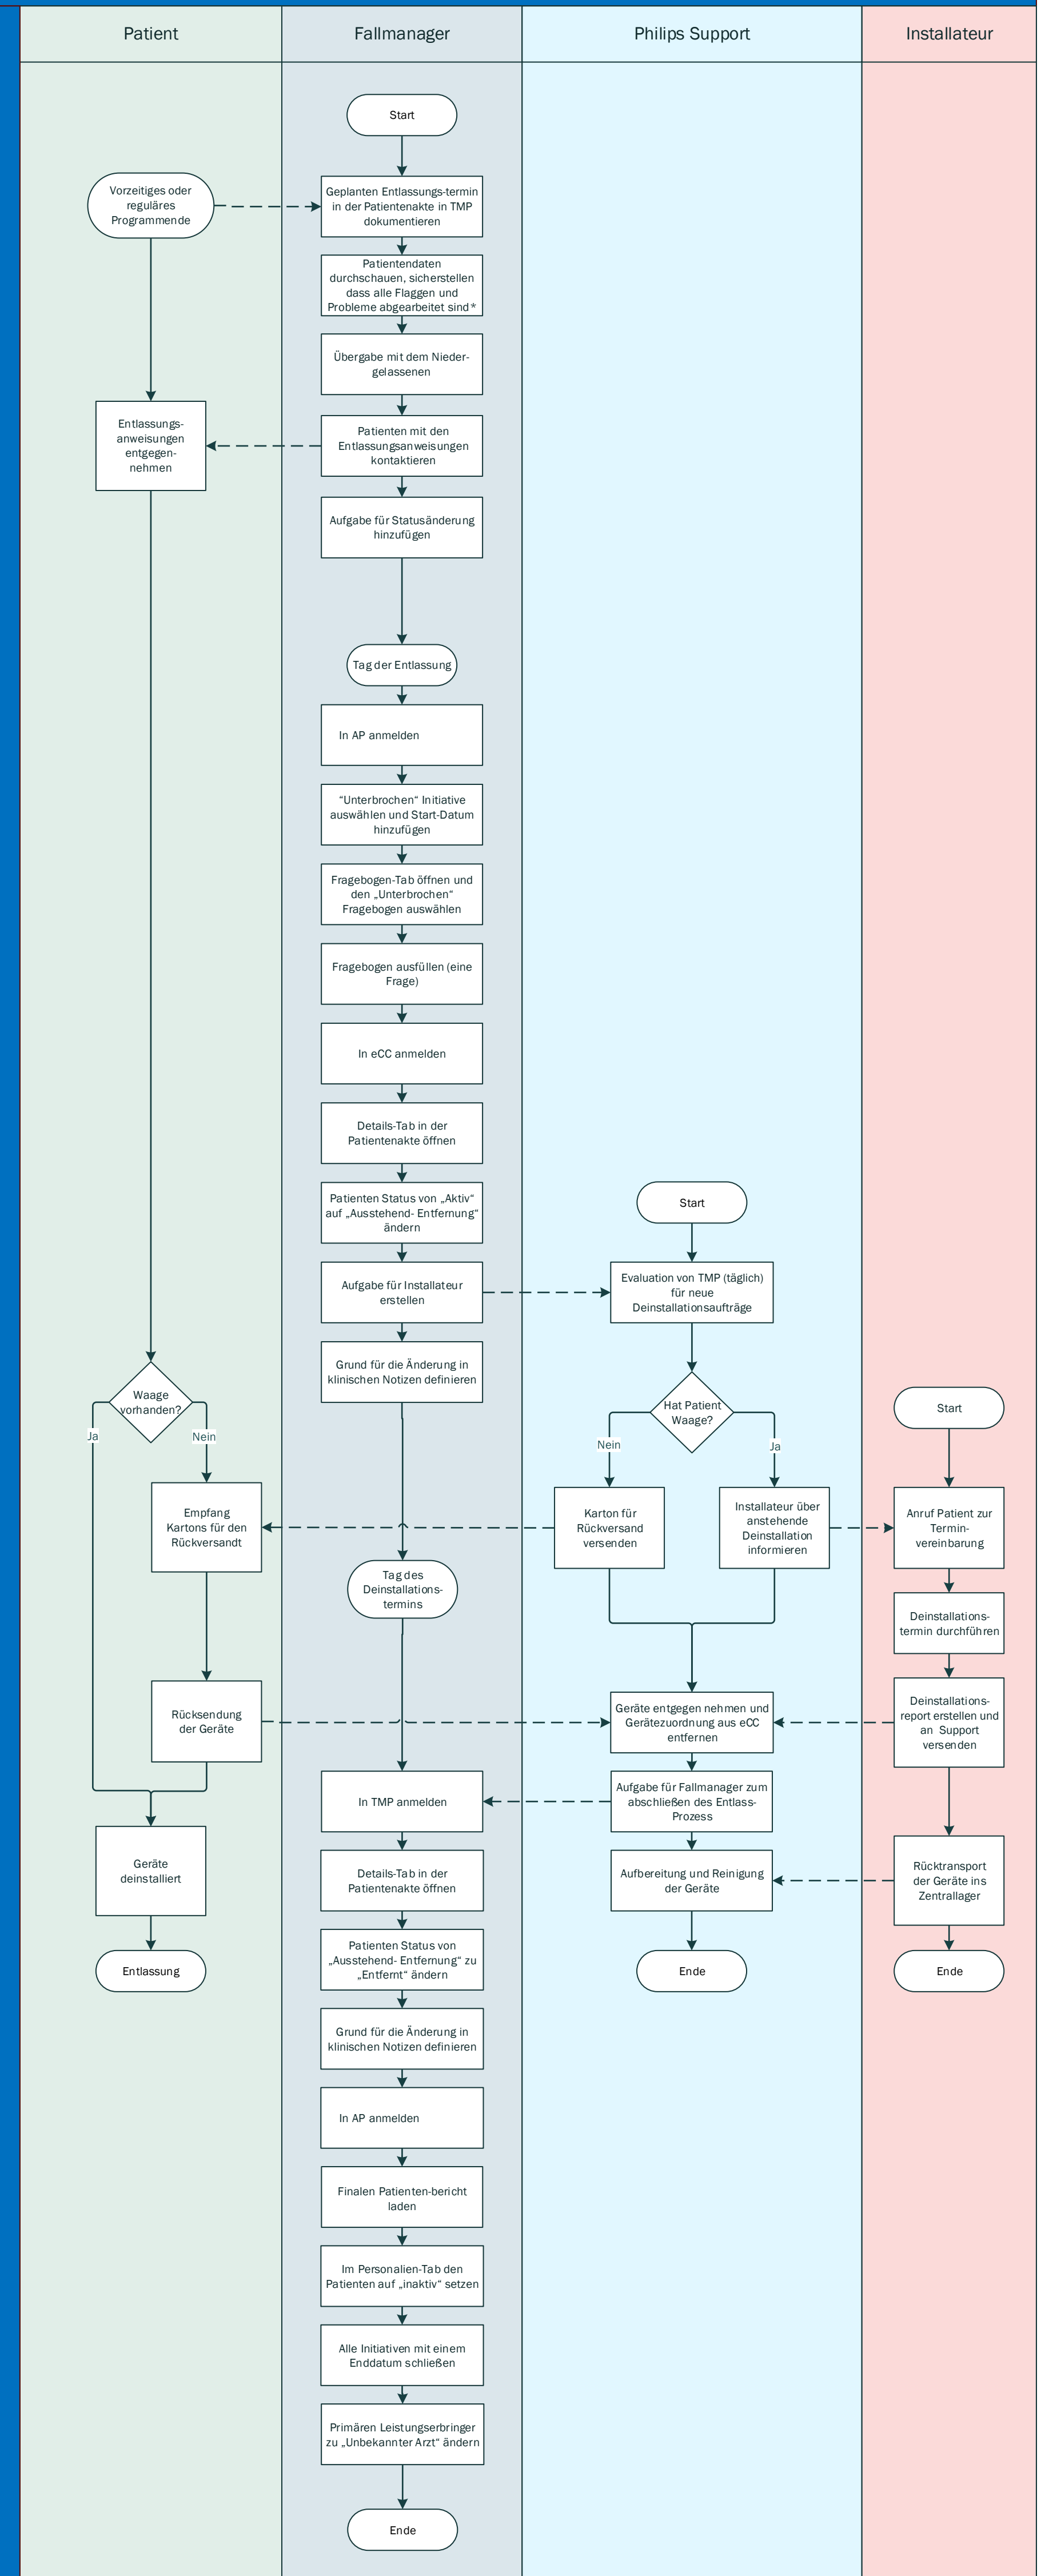 Patient
Fallmanager
Philips Support
Installateur
Start
Vorzeitiges oder
reguläres
Programmende
Geplanten Entlassungs-termin
in der Patientenakte in TMP
dokumentieren
Patientendaten
durchschauen, sicherstellen
dass alle Flaggen und
Probleme abgearbeitet sind*
Übergabe mit dem Nieder-
gelassenen
Entlassungs-
anweisungen
entgegen-
nehmen
Patienten mit den
Entlassungsanweisungen
kontaktieren
Aufgabe für Statusänderung
hinzufügen
Tag der Entlassung
In AP anmelden
“Unterbrochen“ Initiative
auswählen und Start-Datum
hinzufügen
Fragebogen-Tab öffnen und
den „Unterbrochen“
Fragebogen auswählen
Fragebogen ausfüllen (eine
Frage)
In eCC anmelden
Details-Tab in der
Patientenakte öffnen
Patienten Status von „Aktiv“
auf „Ausstehend- Entfernung“
ändern
Start
Aufgabe für Installateur
erstellen
Evaluation von TMP (täglich)
für neue
Deinstallationsaufträge
Grund für die Änderung in
klinischen Notizen definieren
Waage
vorhanden?
Ja
Nein
Hat Patient
Waage?
Nein
Ja
Start
Empfang
Kartons für den
Rückversandt
Karton für
Rückversand
versenden
Installateur über
anstehende
Deinstallation
informieren
Anruf Patient zur
Termin-
vereinbarung
Tag des
Deinstallations-
termins
Deinstallations-
termin durchführen
Rücksendung
der Geräte
Geräte entgegen nehmen und
Gerätezuordnung aus eCC
entfernen
Deinstallations-
report erstellen und
an Support
versenden
In TMP anmelden
Aufgabe für Fallmanager zum
abschließen des Entlass-
Prozess
Geräte
deinstalliert
Details-Tab in der
Patientenakte öffnen
Aufbereitung und Reinigung
der Geräte
Rücktransport
der Geräte ins
Zentrallager
Entlassung
Patienten Status von
„Ausstehend- Entfernung“ zu
„Entfernt“ ändern
Ende
Ende
Grund für die Änderung in
klinischen Notizen definieren
In AP anmelden
Finalen Patienten-bericht
laden
Im Personalien-Tab den
Patienten auf „inaktiv“ setzen
Alle Initiativen mit einem
Enddatum schließen
Primären Leistungserbringer
zu „Unbekannter Arzt“ ändern
Ende